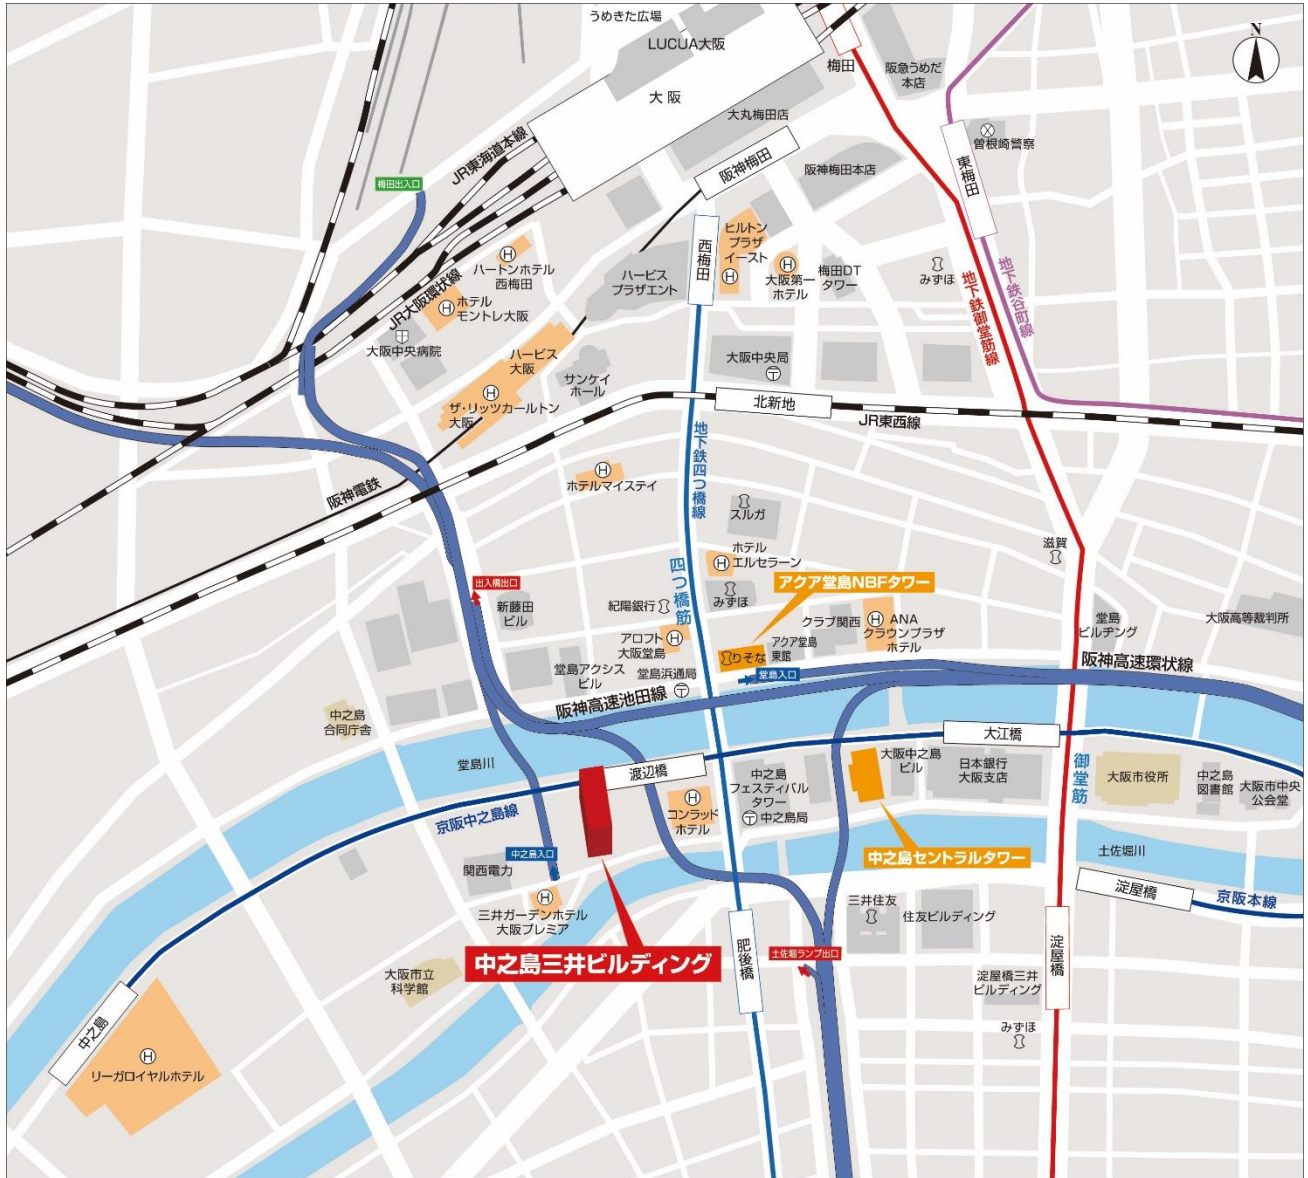 うめきた広場
LUCUA大阪
大阪
大丸梅田店
梅田
阪急うめだ
本店
N
曽根崎警察
東梅田
阪神梅田
阪神梅田本店
JR東海道本線
梅田出入口
西梅田
ヒルトン
プラザ
イースト
H
H
大阪第一
ホテル
梅田DT
タワー
みずほ
地下鉄御堂筋線
地下鉄谷町線
H
ハートンホテル
西梅田
ハービス
プラザエント
JR大阪環状線
H
ホテル
モントレ大阪
大阪中央病院
ハービス
大阪
H
ザ・リッツカールトン
大阪
サンケイ
ホール
大阪中央局
〒
北新地
JR東西線
地下鉄四つ橋線
阪神電鉄
H
ホテルマイステイ
スルガ
滋賀
H
ホテル
エルセラーン
四つ橋筋
アクア堂島NBFタワー
出入橋出口
新藤田
ビル
紀陽銀行
みずほ
クラブ関西
H
ANA
クラウンプラザ
ホテル
堂島
ビルヂング
大阪高等裁判所
アロフト
大阪堂島
H
りそな
アクア堂島
東館
堂島アクシス
ビル
堂島浜通局
〒
堂島入口
阪神高速環状線
阪神高速池田線
中之島
合同庁舎
堂島川
渡辺橋
大江橋
中之島
フェスティバル
タワー
〒中之島局
大阪中之島
ビル
日本銀行
大阪支店
御堂筋
大阪市役所
中之島
図書館
大阪市中央
公会堂
京阪中之島線
H
コンラッド
ホテル
中之島入口
関西電力
中之島セントラルタワー
土佐堀川
淀屋橋
京阪本線
H
三井ガーデンホテル
大阪プレミア
三井住友
住友ビルディング
中之島三井ビルディング
肥後橋
土佐堀ランプ出口
淀屋橋
大阪市立
科学館
淀屋橋三井
ビルディング
みずほ
中之島
H
リーガロイヤルホテル